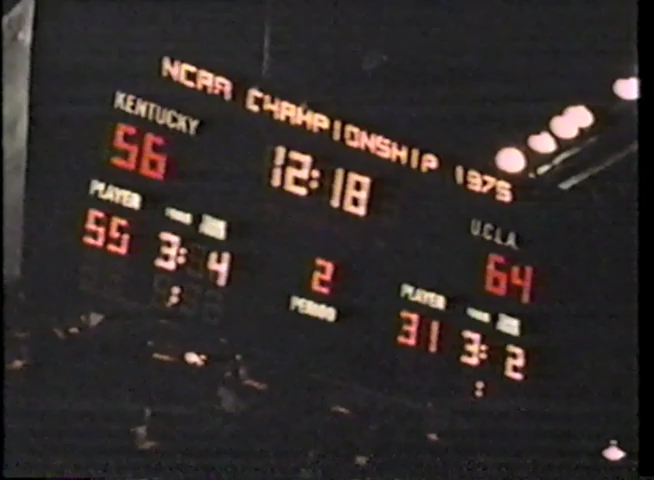 NCAA CHAMPIONSHIP 1975
KENTUCKY
56
12:18
U.C.L.A.
64
PLAYER
55 3: 4
:
2
PERIOD
PLAYER
31 3: 2
: